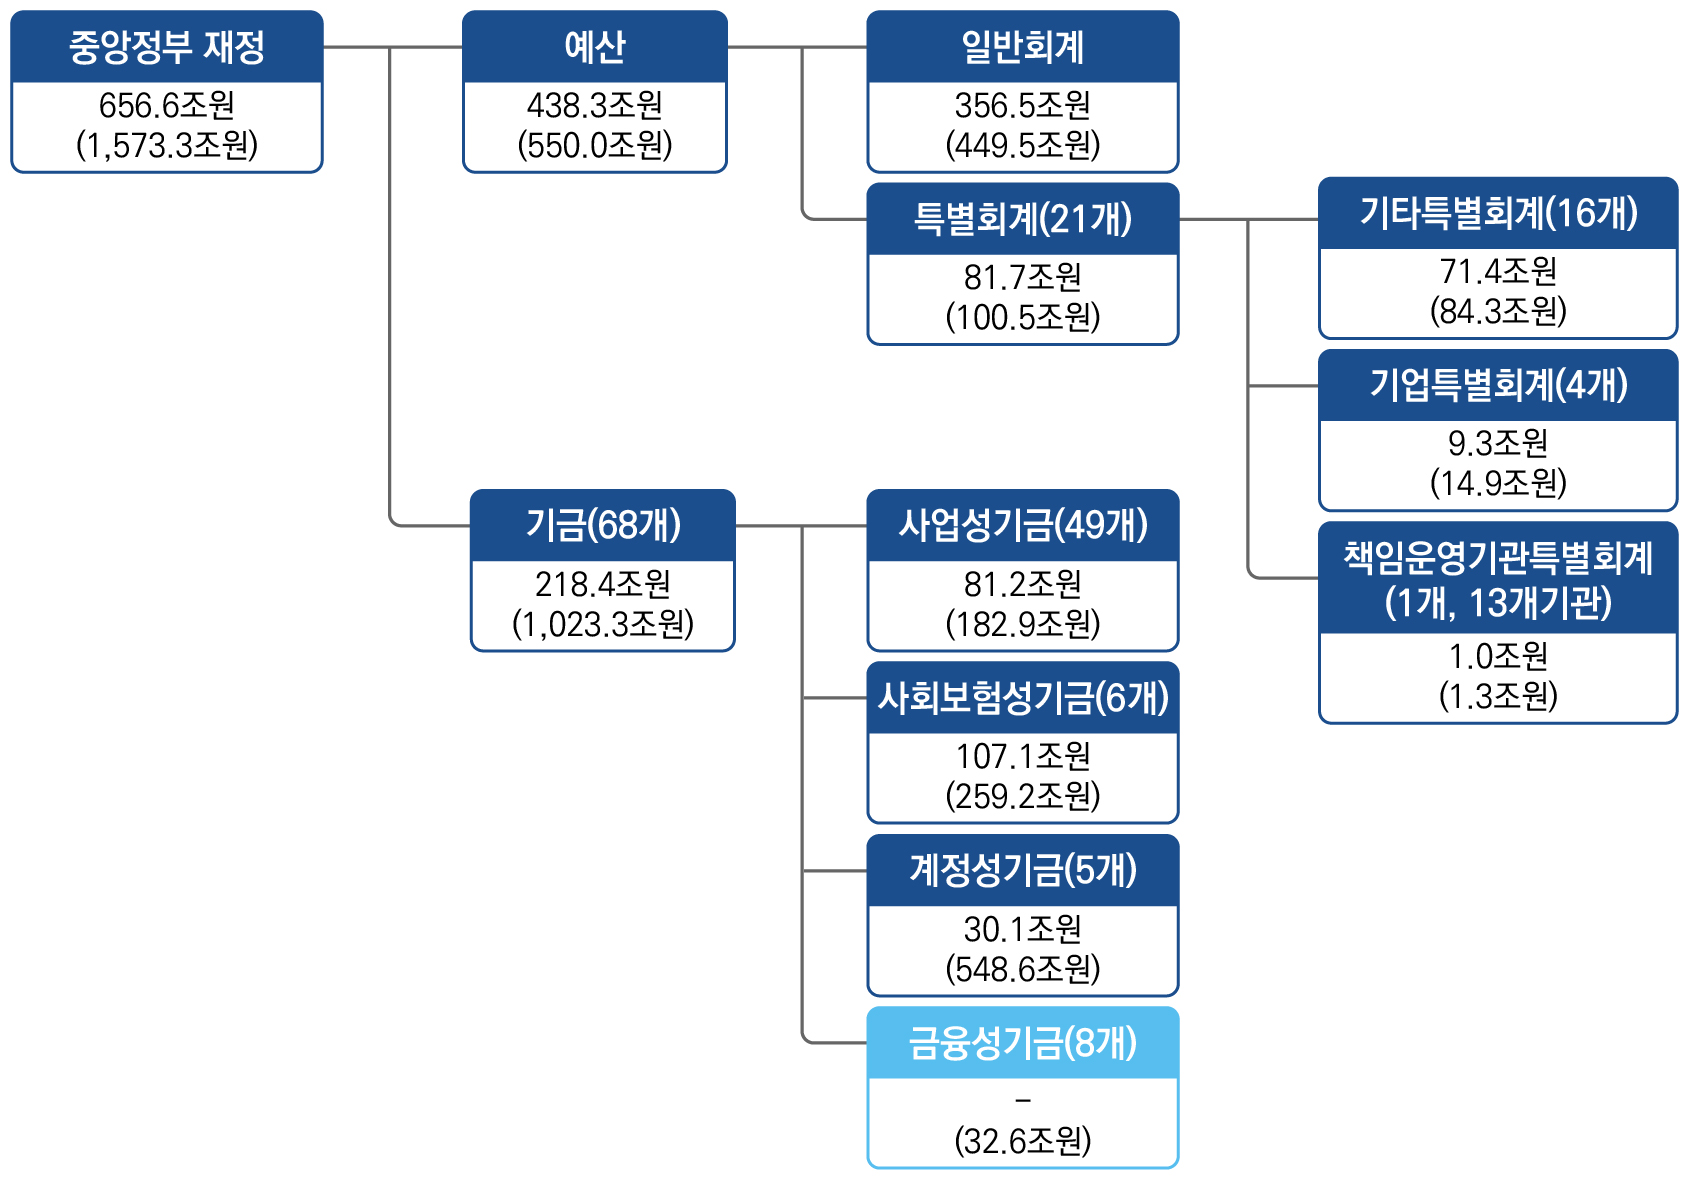 중앙정부 재정
656.6조원
(1,573.3조원)
예산
438.3조원
(550.0조원)
일반회계
356.5조원
(449.5조원)
특별회계(21개)
81.7조원
(100.5조원)
기타특별회계(16개)
71.4조원
(84.3조원)
기업특별회계(4개)
9.3조원
(14.9조원)
책임운영기관특별회계
(1개, 13개기관)
1.0조원
(1.3조원)
기금(68개)
218.4조원
(1,023.3조원)
사업성기금(49개)
81.2조원
(182.9조원)
사회보험성기금(6개)
107.1조원
(259.2조원)
계정성기금(5개)
30.1조원
(548.6조원)
금융성기금(8개)
–
(32.6조원)